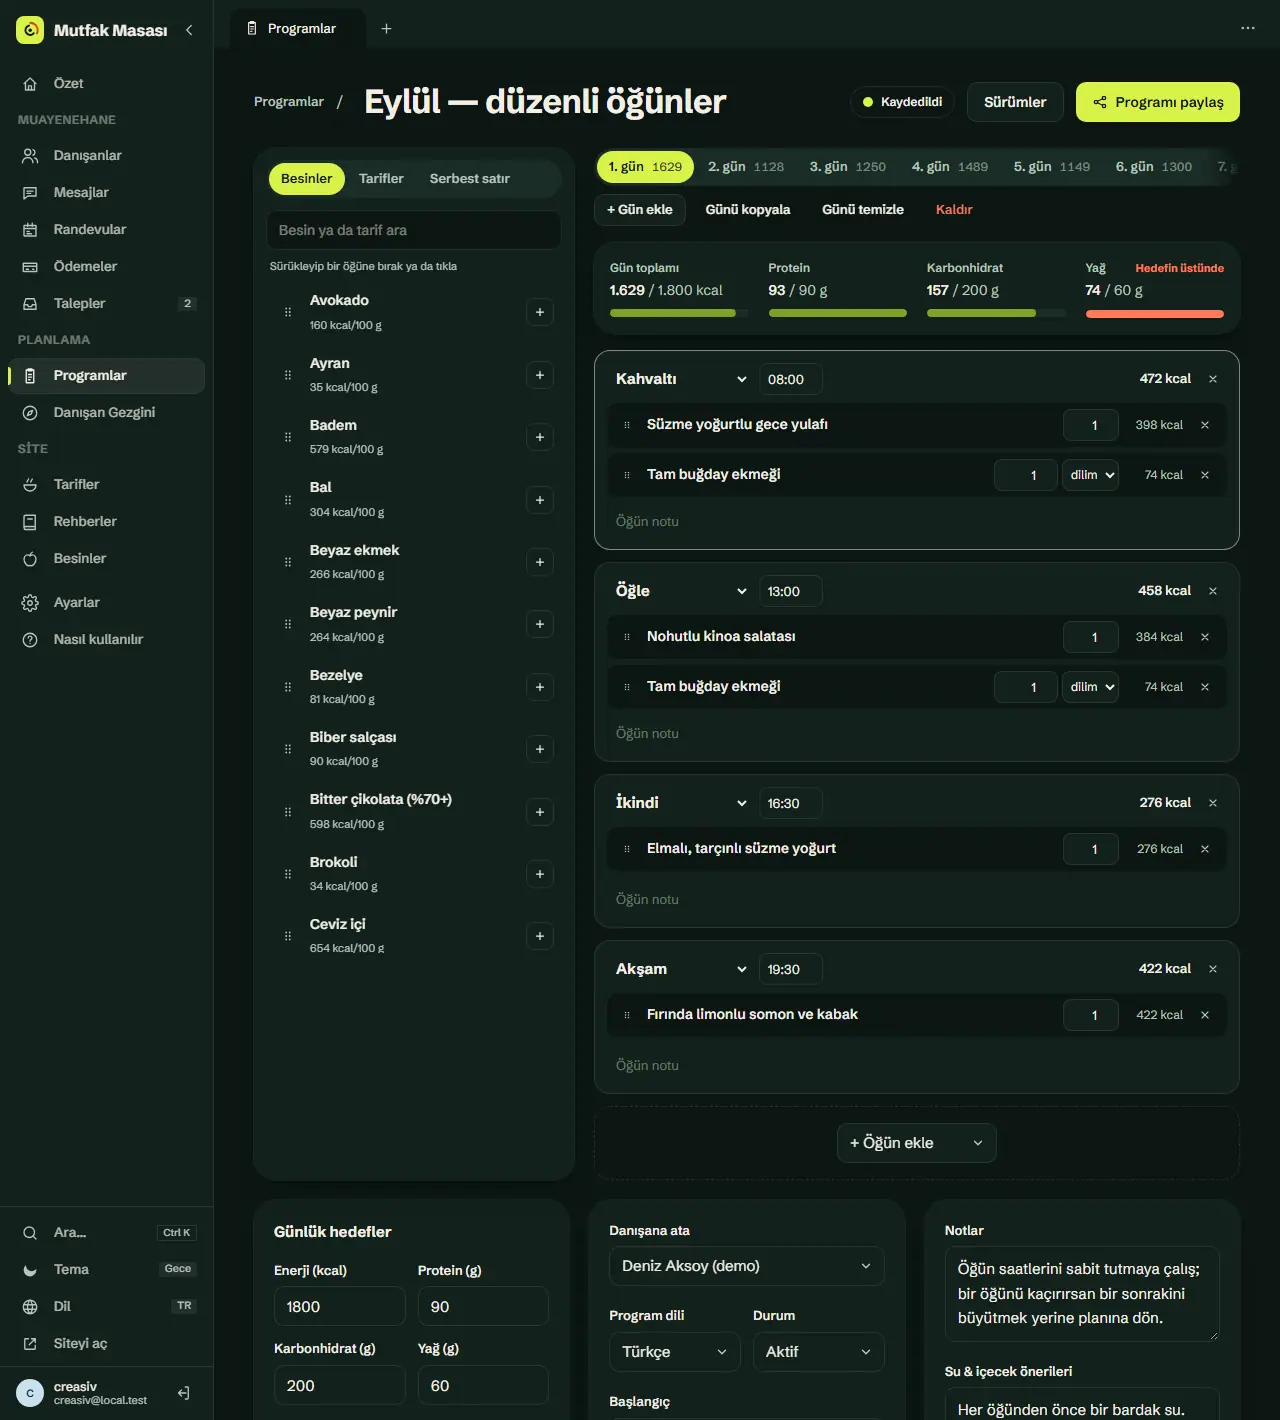 Mutfak Masası
Özet
MUAYENEHANE
Danışanlar
Mesajlar
Randevular
Ödemeler
Talepler 2
PLANLAMA
Programlar
Danışan Gezgini
SİTE
Tarifler
Rehberler
Besinler
Ayarlar
Nasıl kullanılır
Ara... Ctrl K
Tema Gece
Dil TR
Siteyi aç
C creasiv
creasiv@local.test
Programlar +
Programlar / Eylül — düzenli öğünler
Kaydedildi Sürümler Programı paylaş
Besinler Tarifler Serbest satır
Besin ya da tarif ara
Sürükleyip bir öğüne bırak ya da tıkla
Avokado
160 kcal/100 g
Ayran
35 kcal/100 g
Badem
579 kcal/100 g
Bal
304 kcal/100 g
Beyaz ekmek
266 kcal/100 g
Beyaz peynir
264 kcal/100 g
Bezelye
81 kcal/100 g
Biber salçası
90 kcal/100 g
Bitter çikolata (%70+)
598 kcal/100 g
Brokoli
34 kcal/100 g
Ceviz içi
654 kcal/100 g
1. gün 1629 2. gün 1128 3. gün 1250 4. gün 1489 5. gün 1149 6. gün 1300 7.
+ Gün ekle Günü kopyala Günü temizle Kaldır
Gün toplamı Protein Karbonhidrat Yağ Hedefin üstünde
1.629 / 1.800 kcal 93 / 90 g 157 / 200 g 74 / 60 g
Kahvaltı 08:00 472 kcal ×
Süzme yoğurtlu gece yulafı 1 398 kcal ×
Tam buğday ekmeği 1 dilim 74 kcal ×
Öğün notu
Öğle 13:00 458 kcal ×
Nohutlu kinoa salatası 1 384 kcal ×
Tam buğday ekmeği 1 dilim 74 kcal ×
Öğün notu
İkindi 16:30 276 kcal ×
Elmalı, tarçınlı süzme yoğurt 1 276 kcal ×
Öğün notu
Akşam 19:30 422 kcal ×
Fırında limonlu somon ve kabak 1 422 kcal ×
Öğün notu
+ Öğün ekle
Günlük hedefler
Enerji (kcal) Protein (g)
1800 90
Karbonhidrat (g) Yağ (g)
200 60
Danışana ata
Deniz Aksoy (demo)
Program dili Durum
Türkçe Aktif
Başlangıç
Notlar
Öğün saatlerini sabit tutmaya çalış;
bir öğünü kaçırırsan bir sonrakini
büyütmek yerine planına dön.
Su & içecek önerileri
Her öğünden önce bir bardak su.